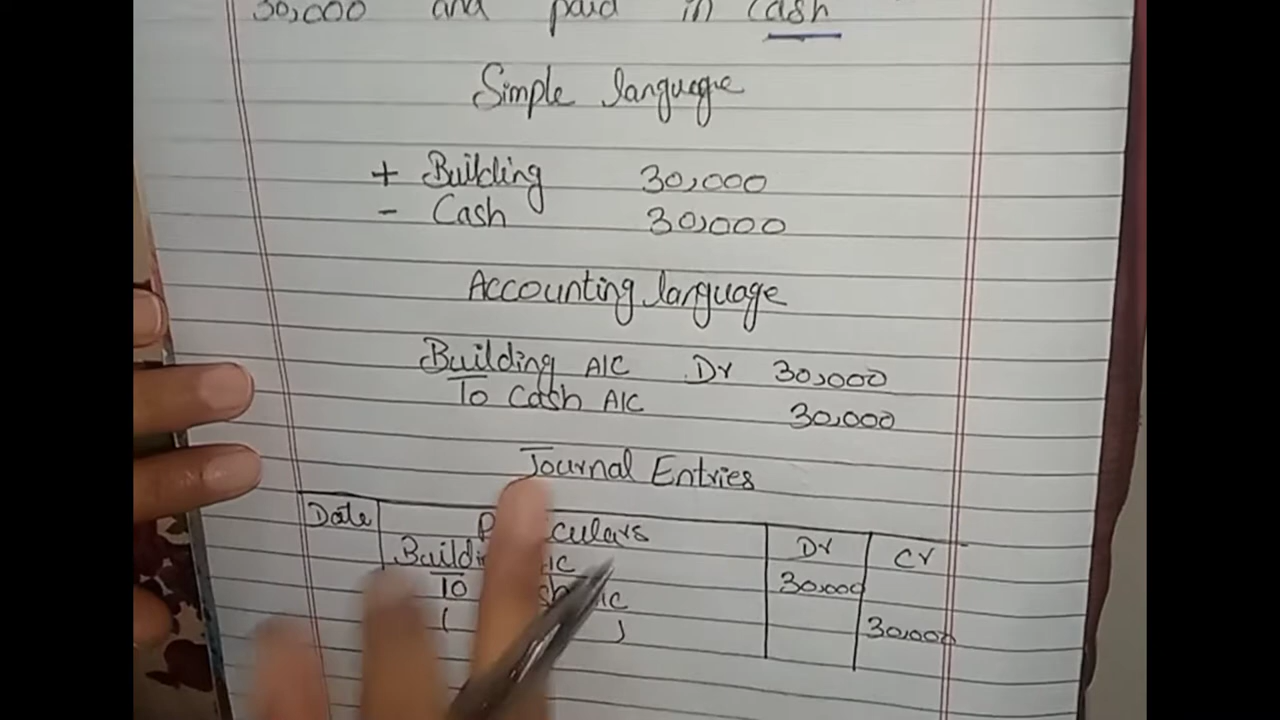 30,000 and paid in Cash
Simple language
+ Building 30,000
- Cash 30,000
Accounting language
Building A/C Dr 30,000
To Cash A/C 30,000
Journal Entries
Date Dr Cr
To 30,000
( ) 30,000